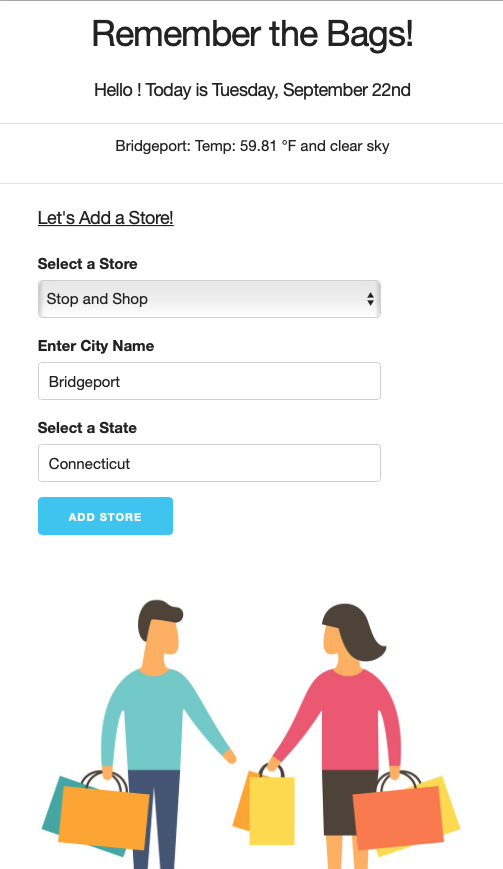 Remember the Bags!
Hello ! Today is Tuesday, September 22nd
Bridgeport: Temp: 59.81 °F and clear sky
Let's Add a Store!
Select a Store
Stop and Shop
Enter City Name
Bridgeport
Select a State
Connecticut
ADD STORE